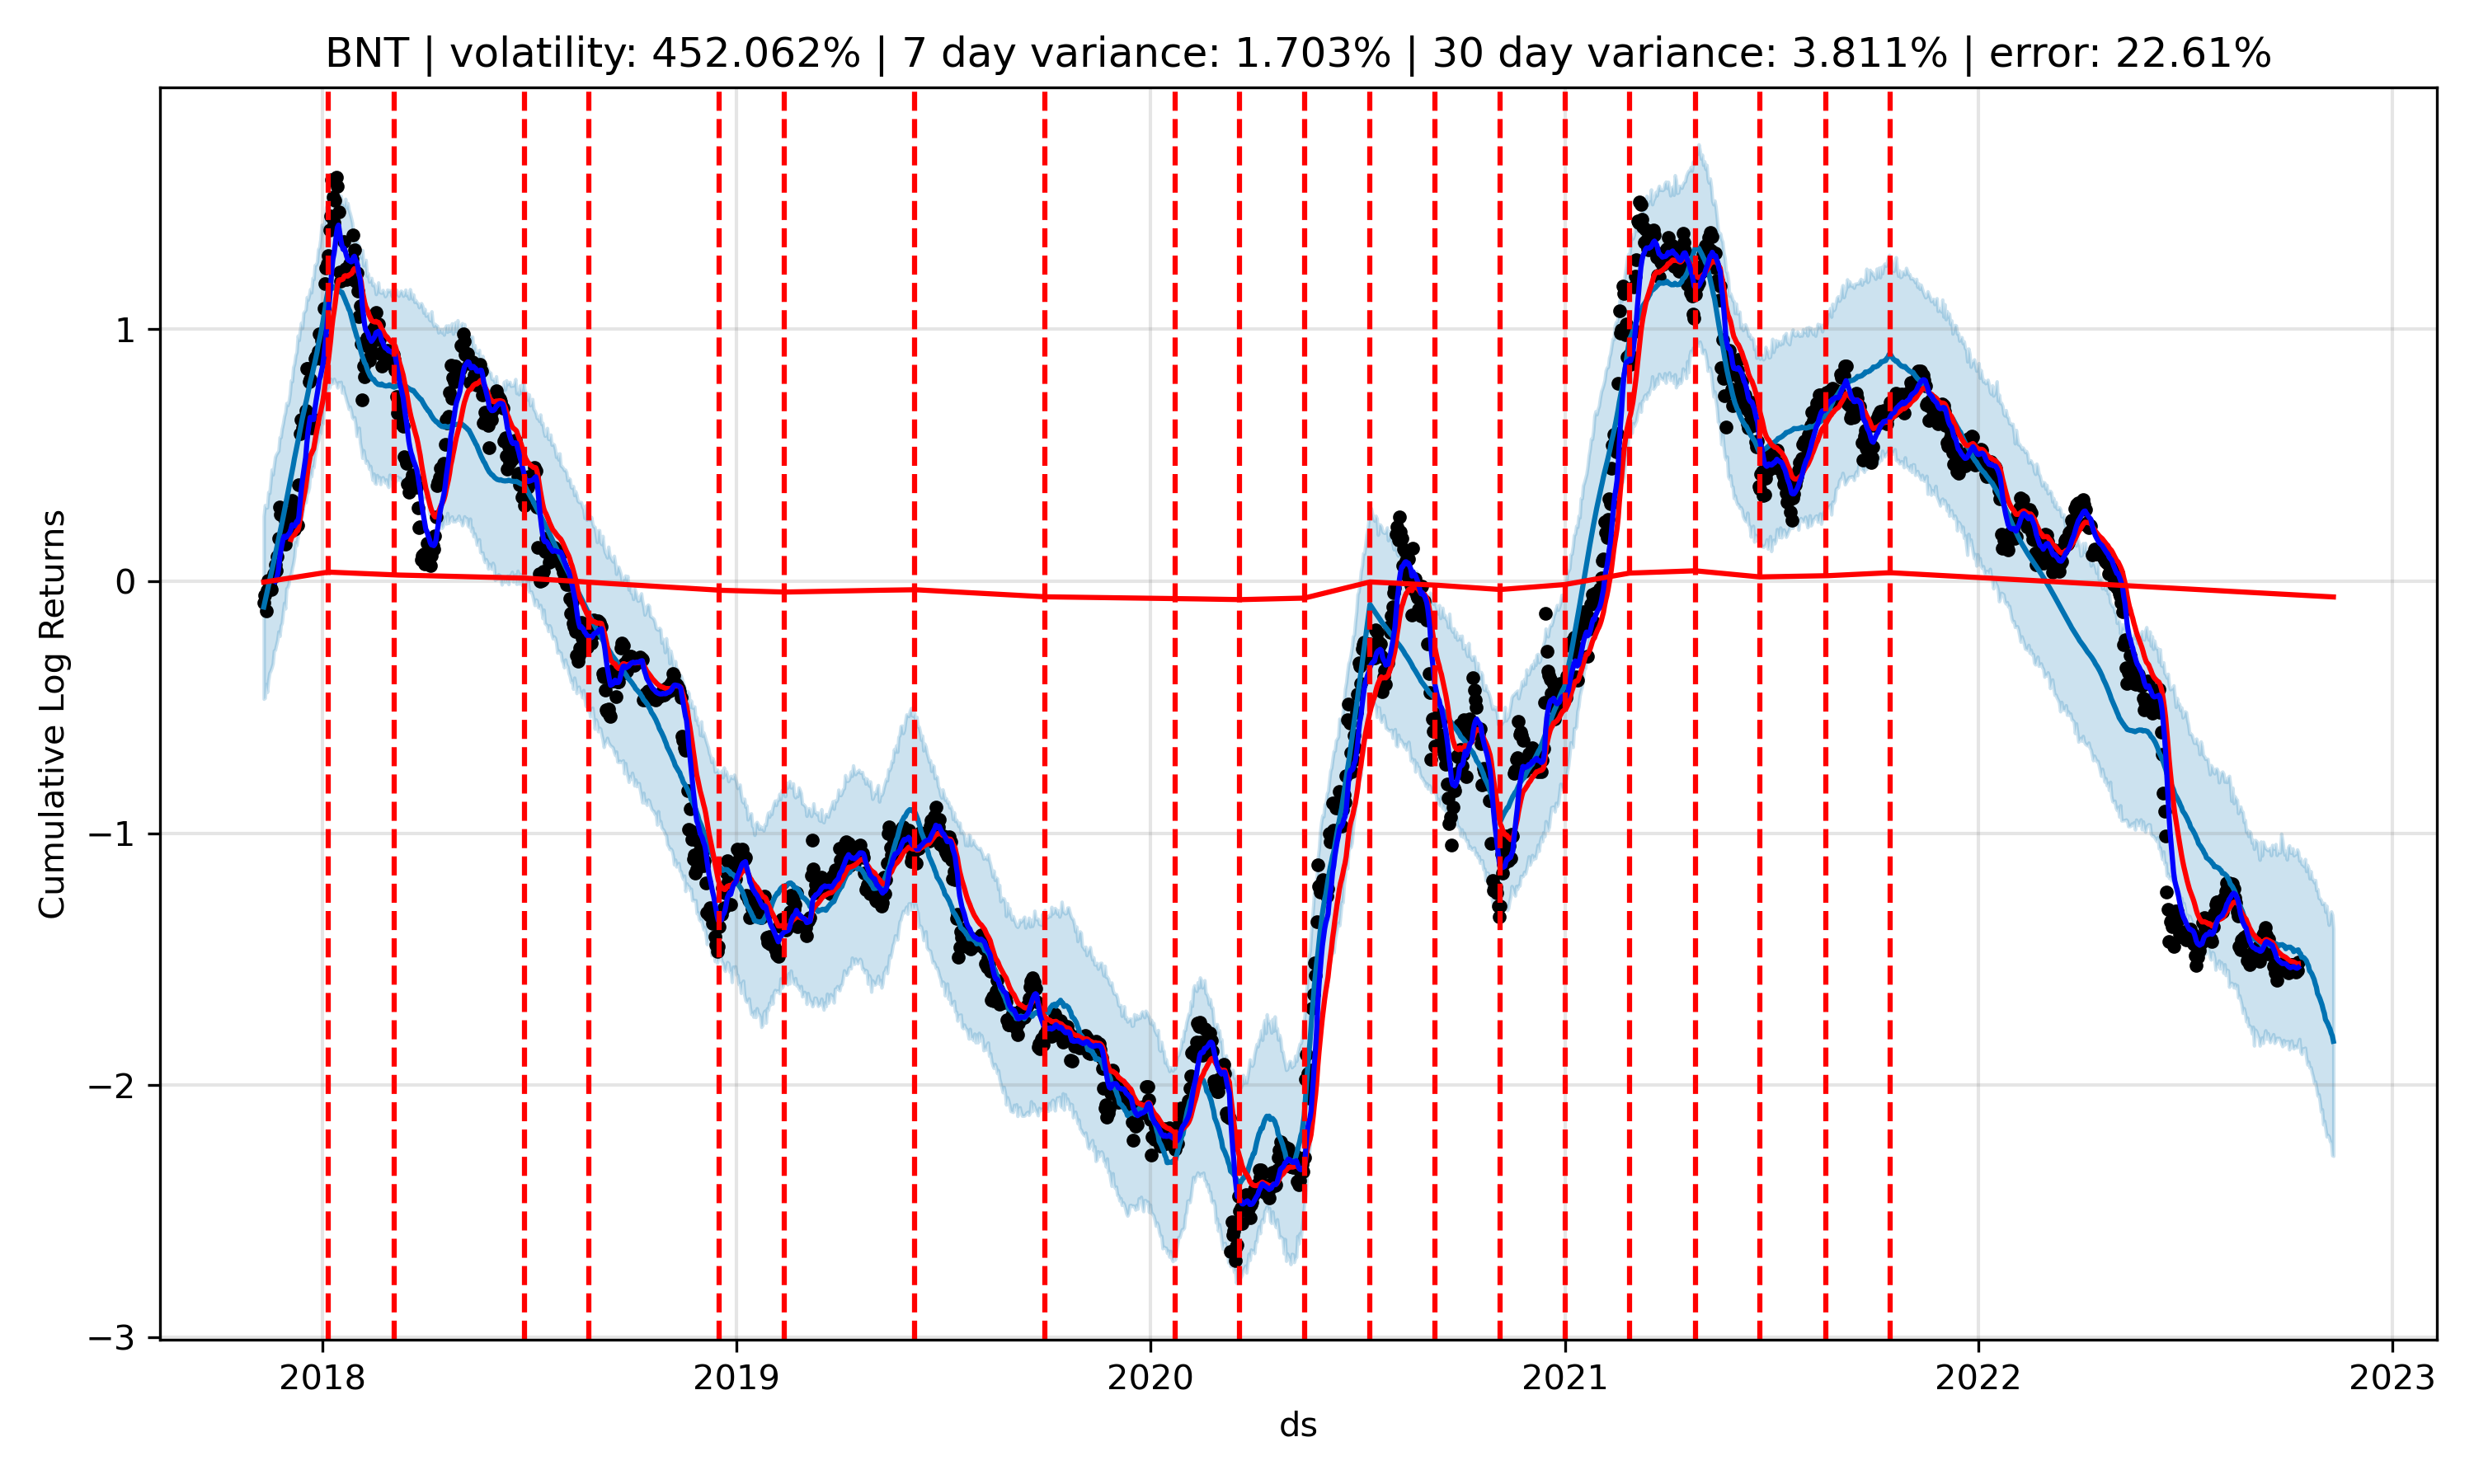 BNT | volatility: 452.062% | 7 day variance: 1.703% | 30 day variance: 3.811% | error: 22.61%
Cumulative Log Returns
1
0
−1
−2
−3
2018 2019 2020 2021 2022 2023
ds